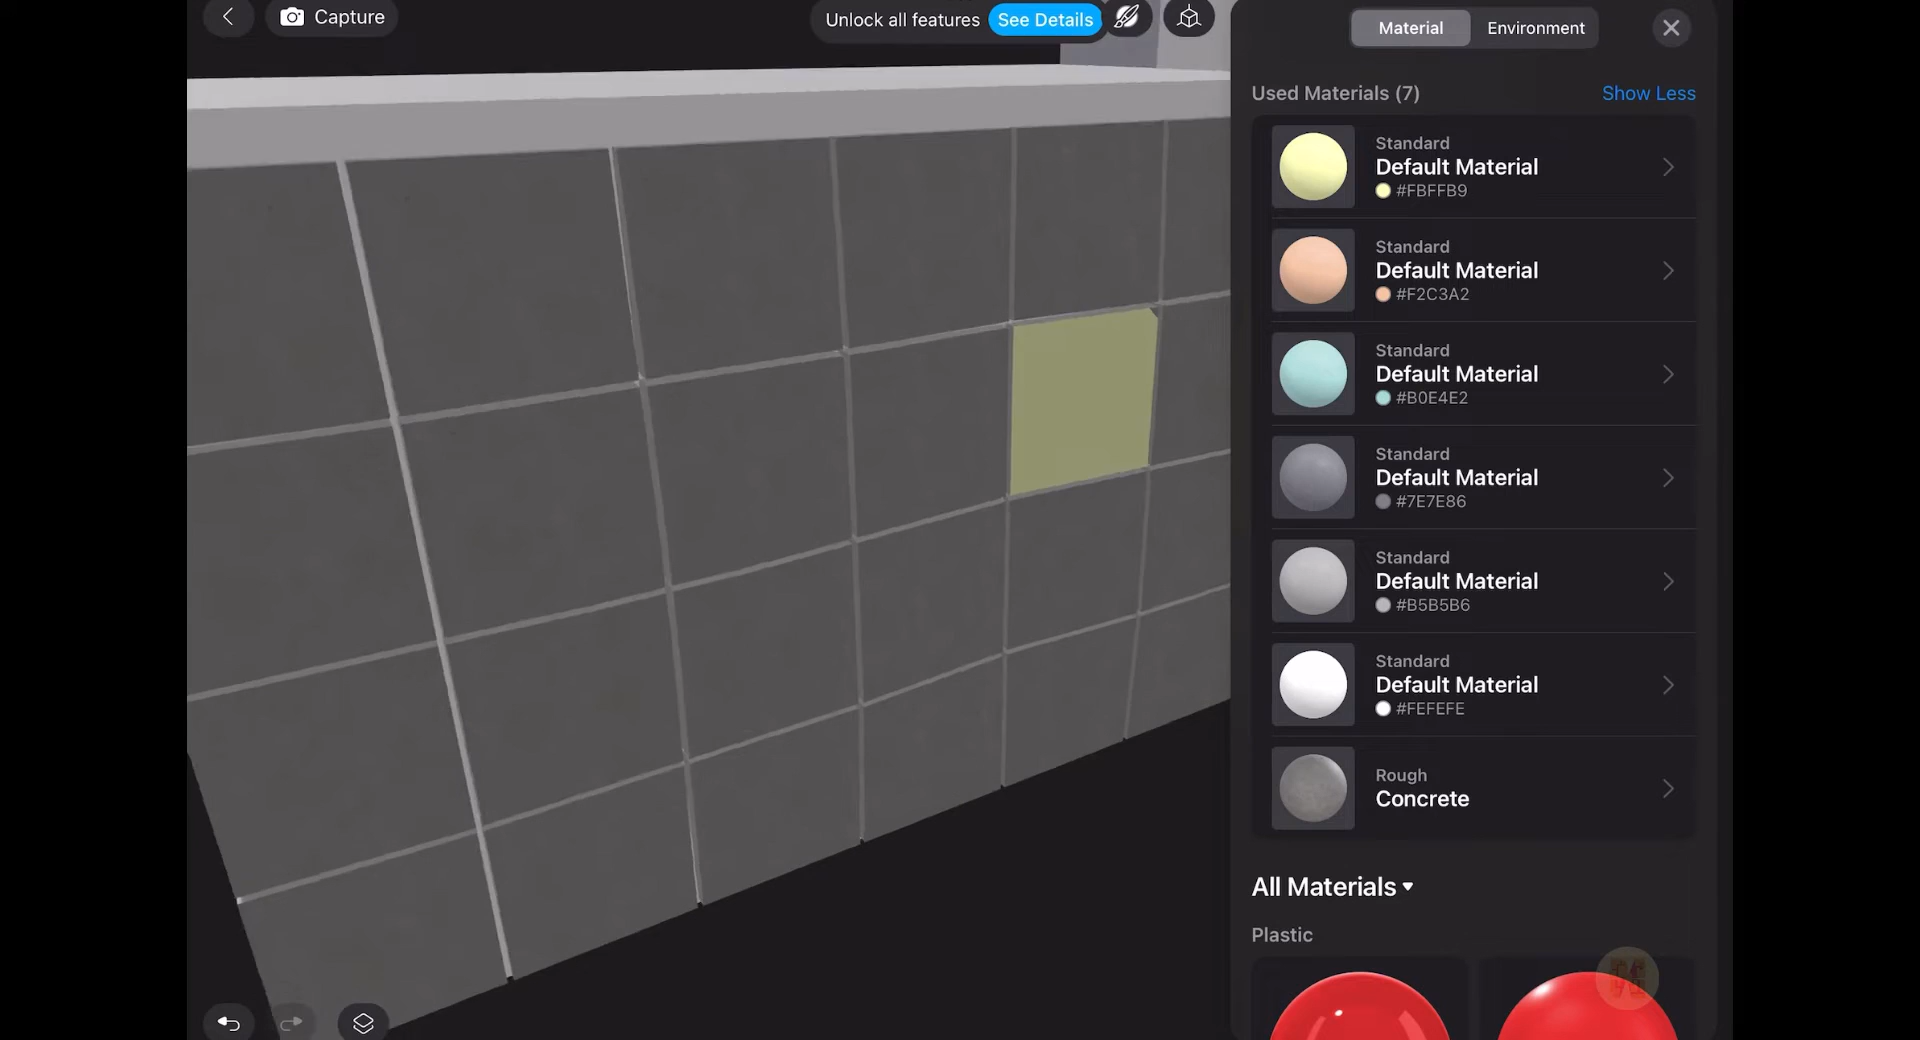 Capture
Unlock all features See Details
Material Environment
Used Materials (7) Show Less
Standard
Default Material
#FBFFB9
Standard
Default Material
#F2C3A2
Standard
Default Material
#B0E4E2
Standard
Default Material
#7E7E86
Standard
Default Material
#B5B5B6
Standard
Default Material
#FEFEFE
Rough
Concrete
All Materials
Plastic